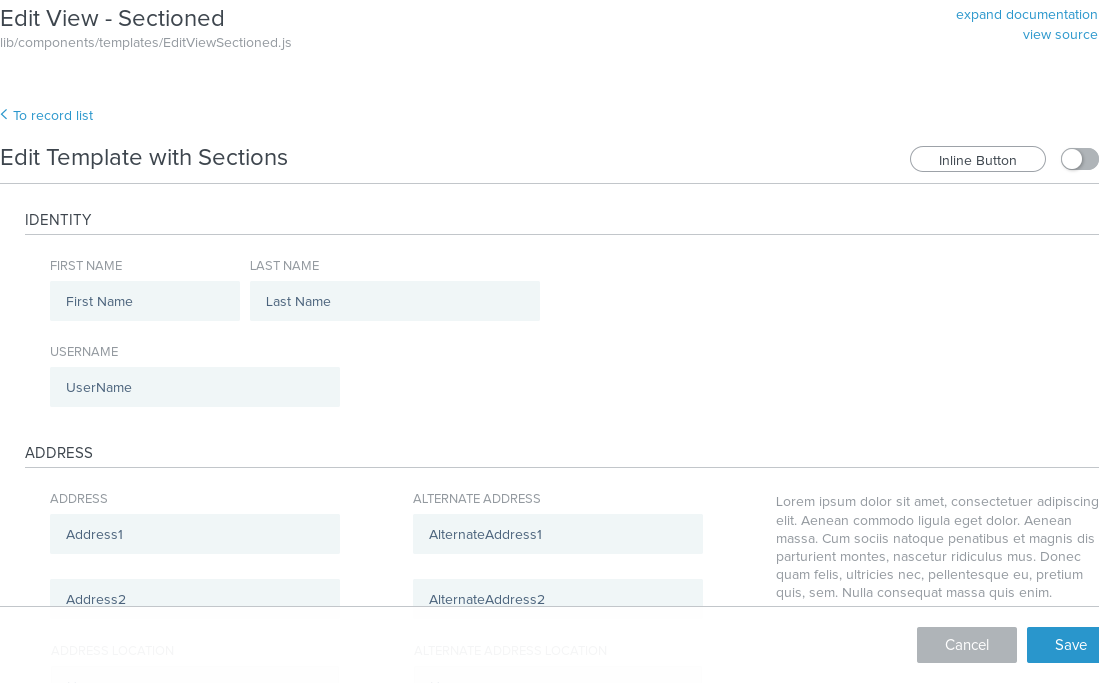 Edit View - Sectioned
expand documentation
lib/components/templates/EditViewSectioned.js
view source
To record list
Edit Template with Sections
Inline Button
IDENTITY
FIRST NAME LAST NAME
First Name Last Name
USERNAME
UserName
ADDRESS
ADDRESS ALTERNATE ADDRESS
Address1 AlternateAddress1
Address2 AlternateAddress2
Lorem ipsum dolor sit amet, consectetuer adipiscing
elit. Aenean commodo ligula eget dolor. Aenean
massa. Cum sociis natoque penatibus et magnis dis
parturient montes, nascetur ridiculus mus. Donec
quam felis, ultricies nec, pellentesque eu, pretium
quis, sem. Nulla consequat massa quis enim.
ADDRESS LOCATION ALTERNATE ADDRESS LOCATION
Cancel Save